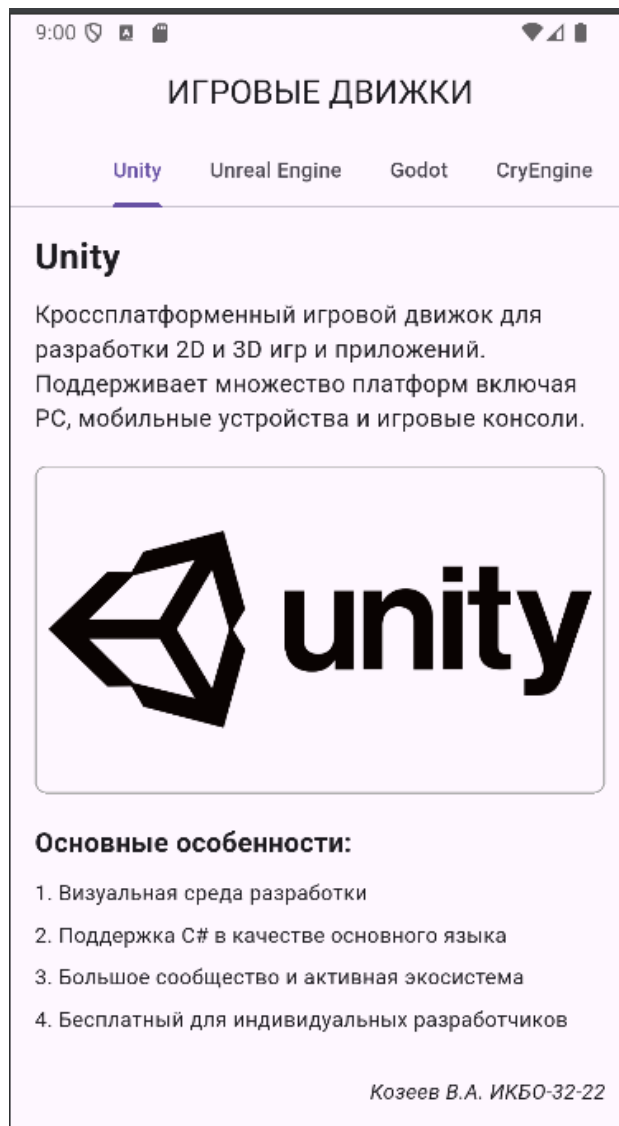 9:00
ИГРОВЫЕ ДВИЖКИ
Unity Unreal Engine Godot CryEngine
Unity
Кроссплатформенный игровой движок для
разработки 2D и 3D игр и приложений.
Поддерживает множество платформ включая
PC, мобильные устройства и игровые консоли.
unity
Основные особенности:
1. Визуальная среда разработки
2. Поддержка C# в качестве основного языка
3. Большое сообщество и активная экосистема
4. Бесплатный для индивидуальных разработчиков
Козеев В.А. ИКБО-32-22